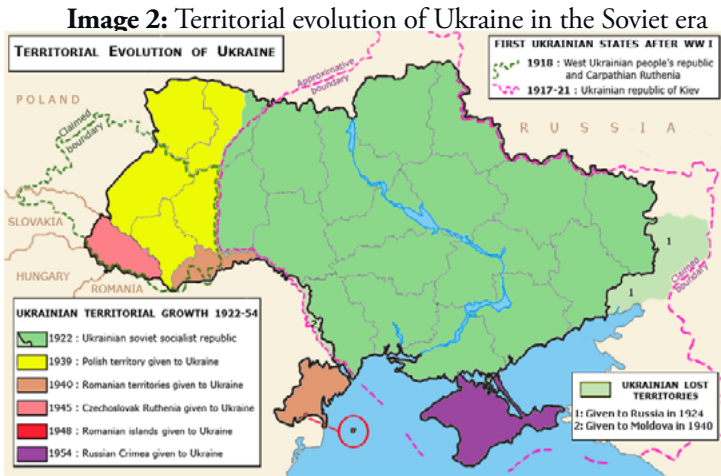 Image 2: Territorial evolution of Ukraine in the Soviet era
TERRITORIAL EVOLUTION OF UKRAINE
FIRST UKRAINIAN STATES AFTER WW I
1918 : West Ukrainian people's republic
and Carpathian Ruthenia
1917-21 : Ukrainian republic of Kiev
Approximative
boundary
POLAND
Claimed
boundary
RUSSIA
SLOVAKIA
HUNGARY
ROMANIA
1
1
Claimed
boundary
2
UKRAINIAN TERRITORIAL GROWTH 1922-54
1922 : Ukrainian soviet socialist republic
1939 : Polish territory given to Ukraine
1940 : Romanian territories given to Ukraine
1945 : Czechoslovak Ruthenia given to Ukraine
1948 : Romanian islands given to Ukraine
1954 : Russian Crimea given to Ukraine
UKRAINIAN LOST
TERRITORIES
1: Given to Russia in 1924
2: Given to Moldova in 1940